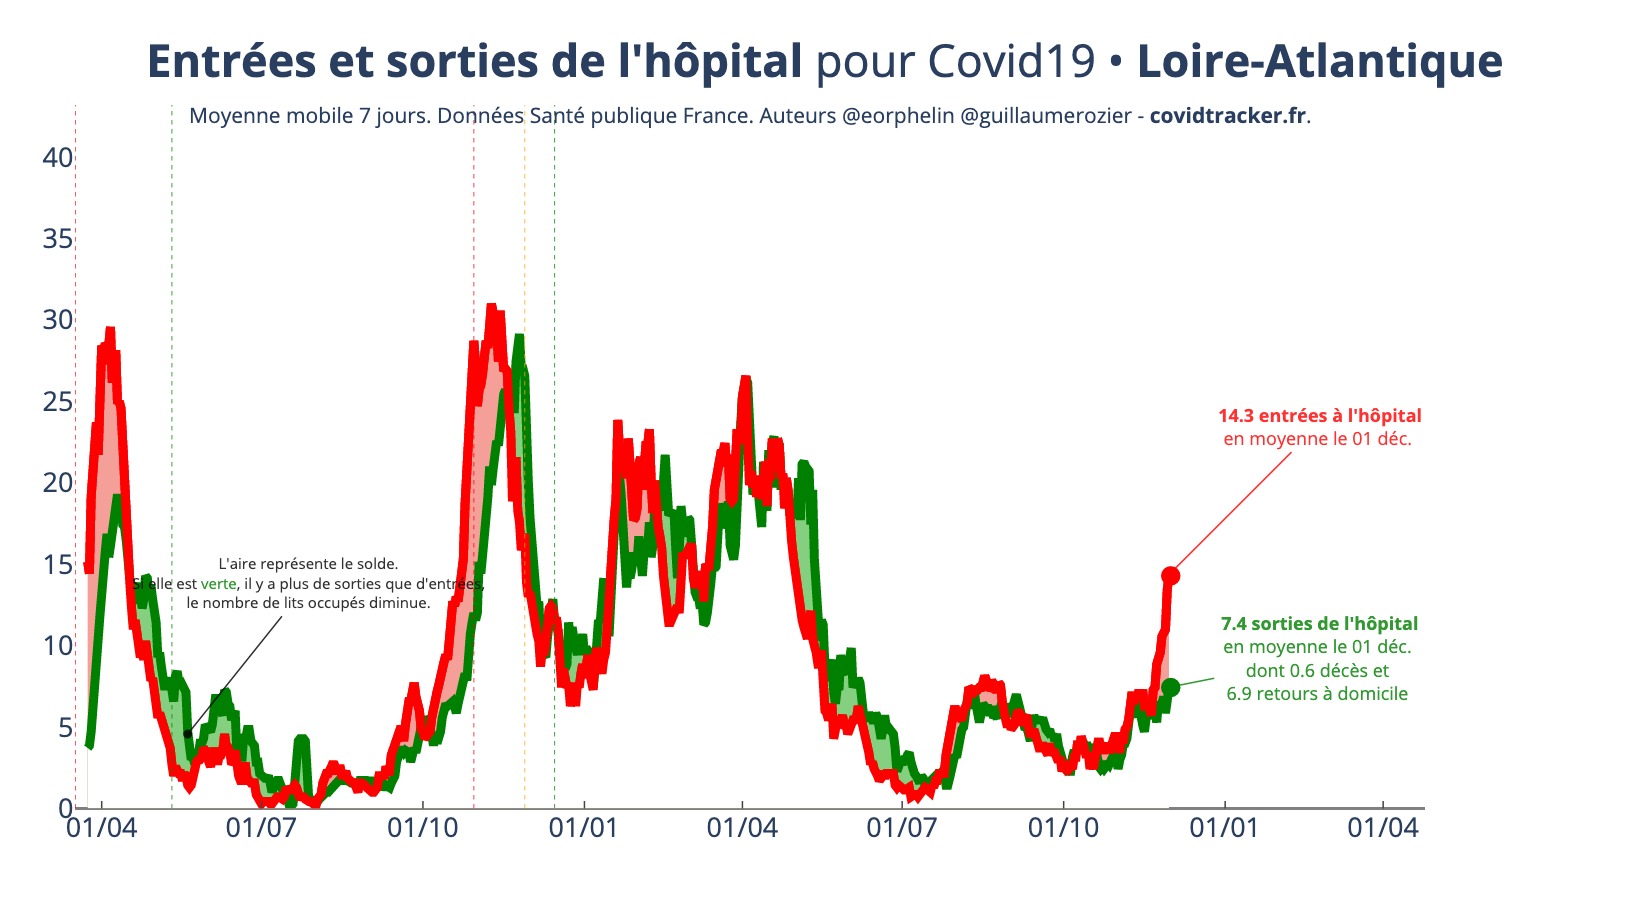 Entrées et sorties de l'hôpital pour Covid19 • Loire-Atlantique
Moyenne mobile 7 jours. Données Santé publique France. Auteurs @eorphelin @guillaumerozier - covidtracker.fr.
40
35
30
25
20
15
10
5
0
14.3 entrées à l'hôpital
en moyenne le 01 déc.
L'aire représente le solde.
Si elle est verte, il y a plus de sorties que d'entrées,
le nombre de lits occupés diminue.
7.4 sorties de l'hôpital
en moyenne le 01 déc.
dont 0.6 décès et
6.9 retours à domicile
01/04 01/07 01/10 01/01 01/04 01/07 01/10 01/01 01/04